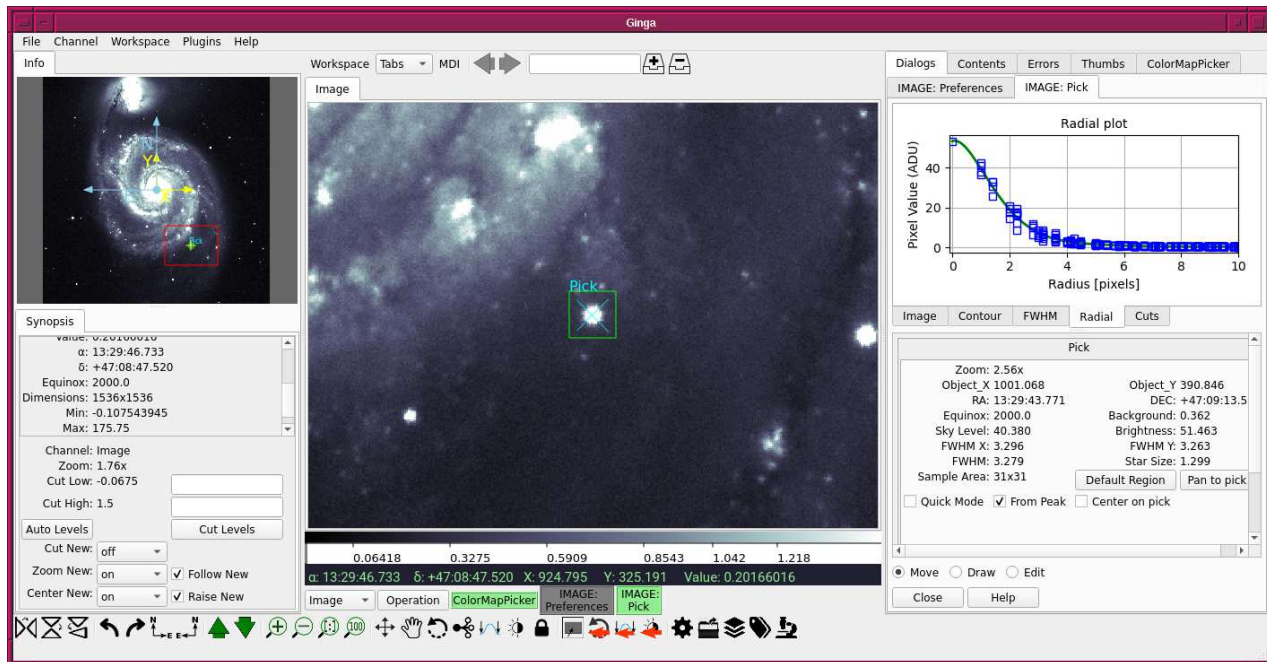 Ginga
File Channel Workspace Plugins Help
Info
N
Y
X
Pick
Synopsis
Value: 0.20166016
α: 13:29:46.733
δ: +47:08:47.520
Equinox: 2000.0
Dimensions: 1536x1536
Min: -0.107543945
Max: 175.75
Channel: Image
Zoom: 1.76x
Cut Low: -0.0675
Cut High: 1.5
Auto Levels Cut Levels
Cut New: off
Zoom New: on Follow New
Center New: on Raise New
Workspace Tabs MDI
Image
Pick
0.06418 0.3275 0.5909 0.8543 1.042 1.218
α: 13:29:46.733 δ: +47:08:47.520 X: 924.795 Y: 325.191 Value: 0.20166016
Image Operation ColorMapPicker IMAGE: Preferences IMAGE: Pick
Dialogs Contents Errors Thumbs ColorMapPicker
IMAGE: Preferences IMAGE: Pick
Radial plot
Pixel Value (ADU)
40
20
0
0 2 4 6 8 10
Radius [pixels]
Image Contour FWHM Radial Cuts
Pick
Zoom: 2.56x
Object_X 1001.068 Object_Y 390.846
RA: 13:29:43.771 DEC: +47:09:13.5
Equinox: 2000.0 Background: 0.362
Sky Level: 40.380 Brightness: 51.463
FWHM X: 3.296 FWHM Y: 3.263
FWHM: 3.279 Star Size: 1.299
Sample Area: 31x31 Default Region Pan to pick
Quick Mode From Peak Center on pick
Move Draw Edit
Close Help
N E E N
1:1 100